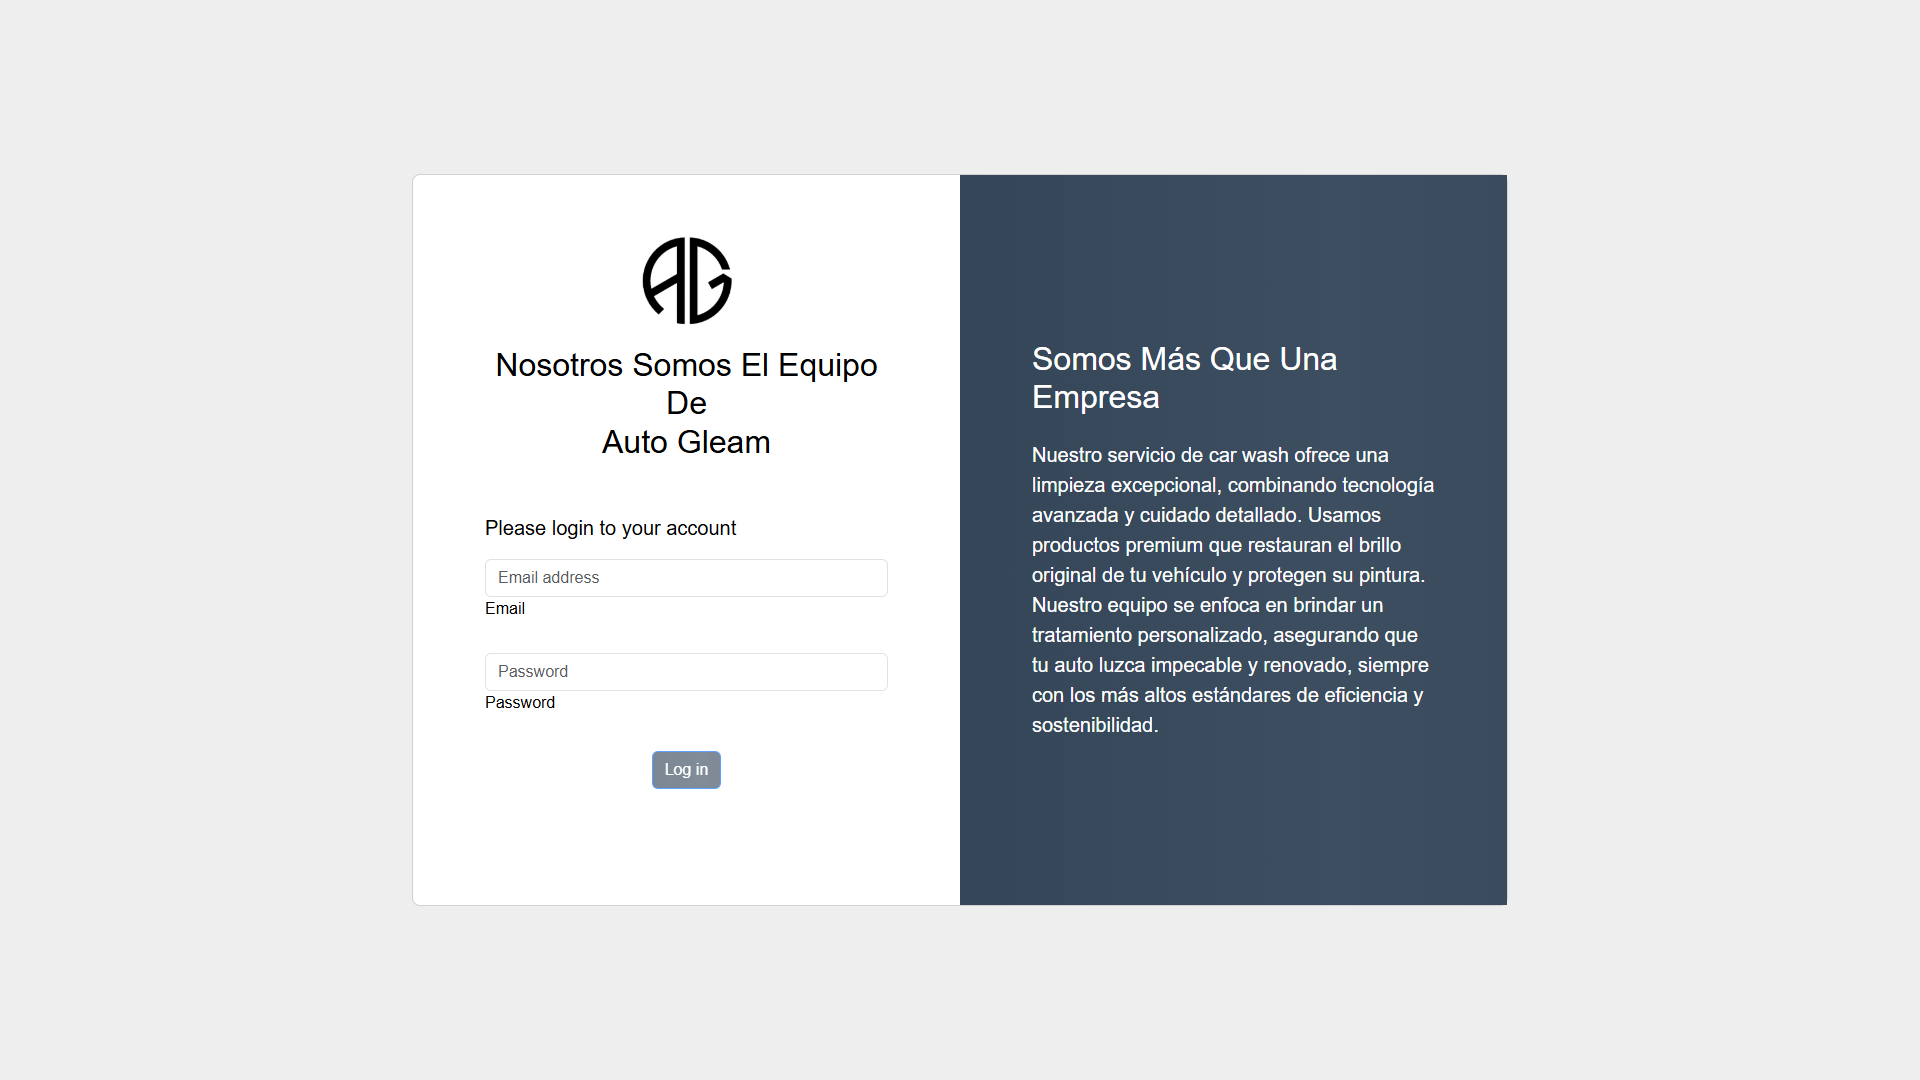 AG
Nosotros Somos El Equipo
De
Auto Gleam
Please login to your account
Email address
Email
Password
Password
Log in
Somos Más Que Una
Empresa
Nuestro servicio de car wash ofrece una
limpieza excepcional, combinando tecnología
avanzada y cuidado detallado. Usamos
productos premium que restauran el brillo
original de tu vehículo y protegen su pintura.
Nuestro equipo se enfoca en brindar un
tratamiento personalizado, asegurando que
tu auto luzca impecable y renovado, siempre
con los más altos estándares de eficiencia y
sostenibilidad.